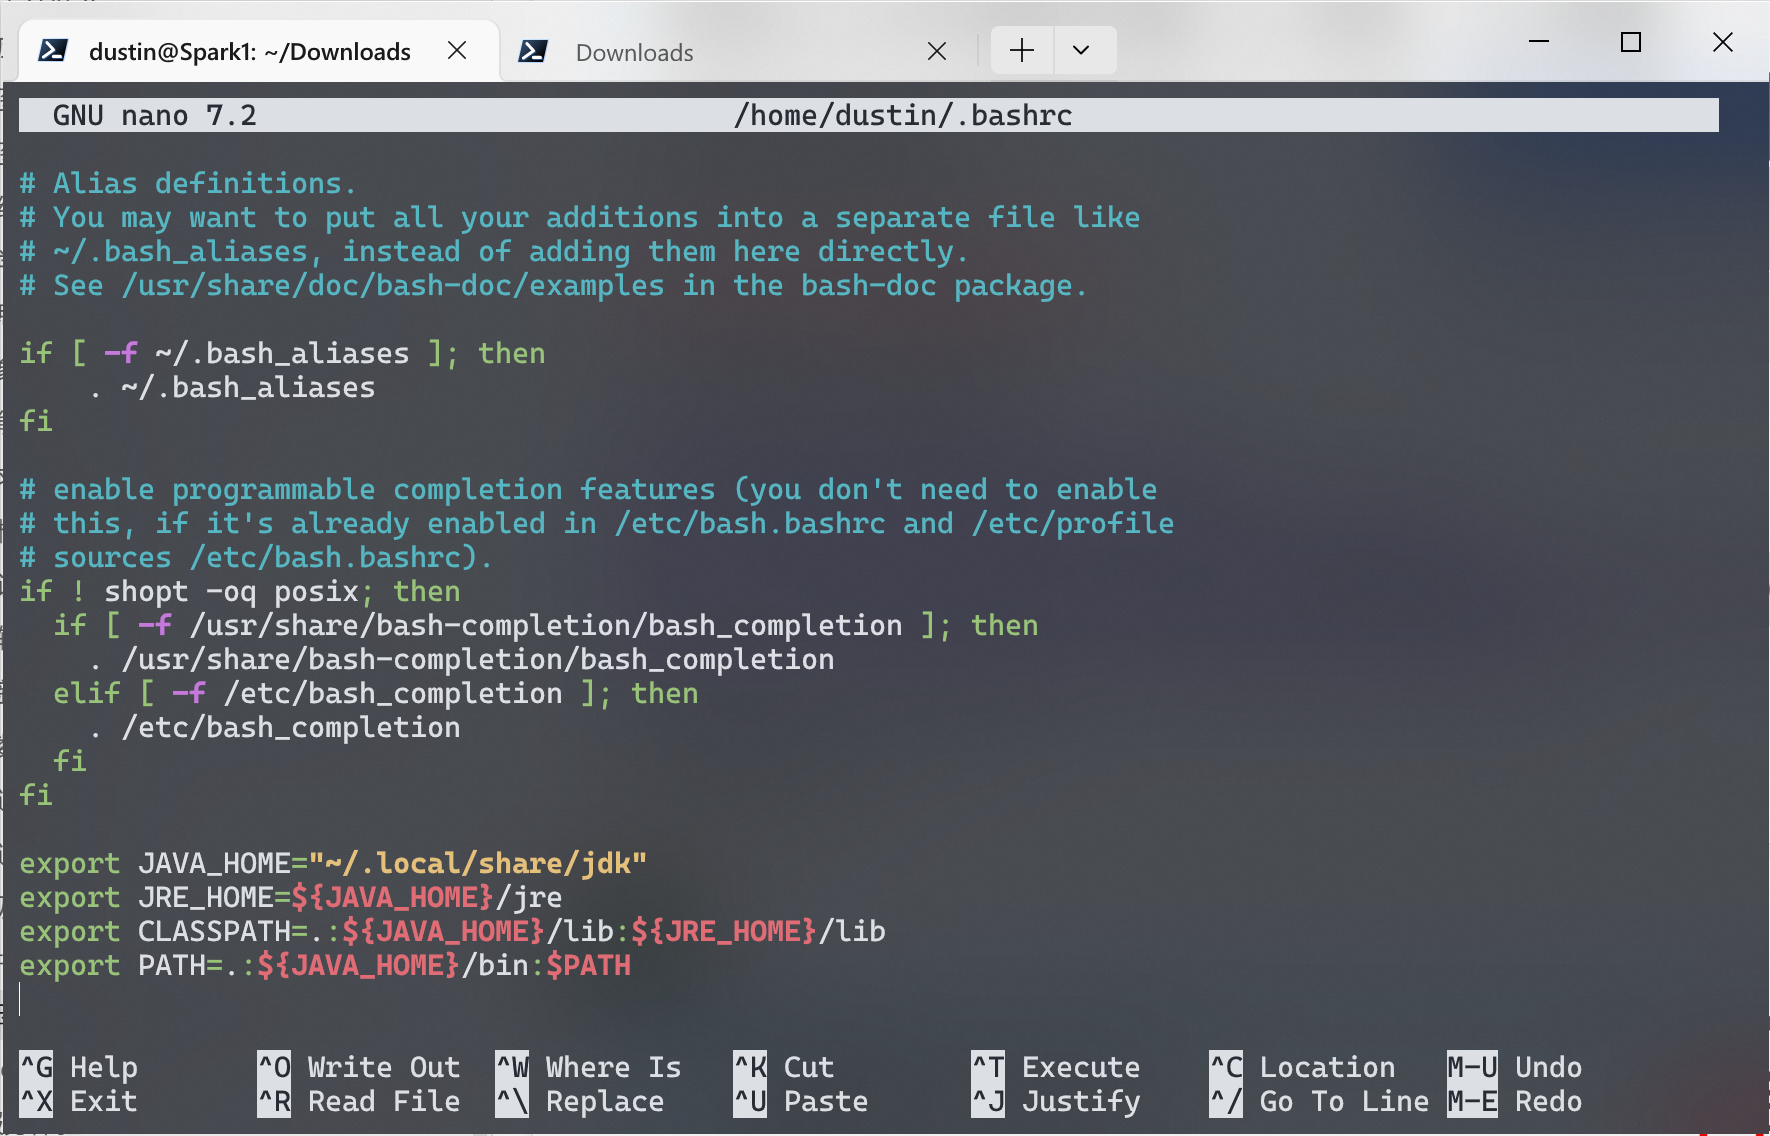 dustin@Spark1: ~/Downloads
Downloads
GNU nano 7.2 /home/dustin/.bashrc
# Alias definitions.
# You may want to put all your additions into a separate file like
# ~/.bash_aliases, instead of adding them here directly.
# See /usr/share/doc/bash-doc/examples in the bash-doc package.
if [ -f ~/.bash_aliases ]; then
    . ~/.bash_aliases
fi
# enable programmable completion features (you don't need to enable
# this, if it's already enabled in /etc/bash.bashrc and /etc/profile
# sources /etc/bash.bashrc).
if ! shopt -oq posix; then
  if [ -f /usr/share/bash-completion/bash_completion ]; then
    . /usr/share/bash-completion/bash_completion
  elif [ -f /etc/bash_completion ]; then
    . /etc/bash_completion
  fi
fi
export JAVA_HOME="~/.local/share/jdk"
export JRE_HOME=${JAVA_HOME}/jre
export CLASSPATH=.:${JAVA_HOME}/lib:${JRE_HOME}/lib
export PATH=.:${JAVA_HOME}/bin:$PATH
^G Help ^O Write Out ^W Where Is ^K Cut ^T Execute ^C Location M-U Undo
^X Exit ^R Read File ^\ Replace ^U Paste ^J Justify ^/ Go To Line M-E Redo